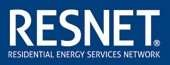 RESNET®
RESIDENTIAL ENERGY SERVICES NETWORK